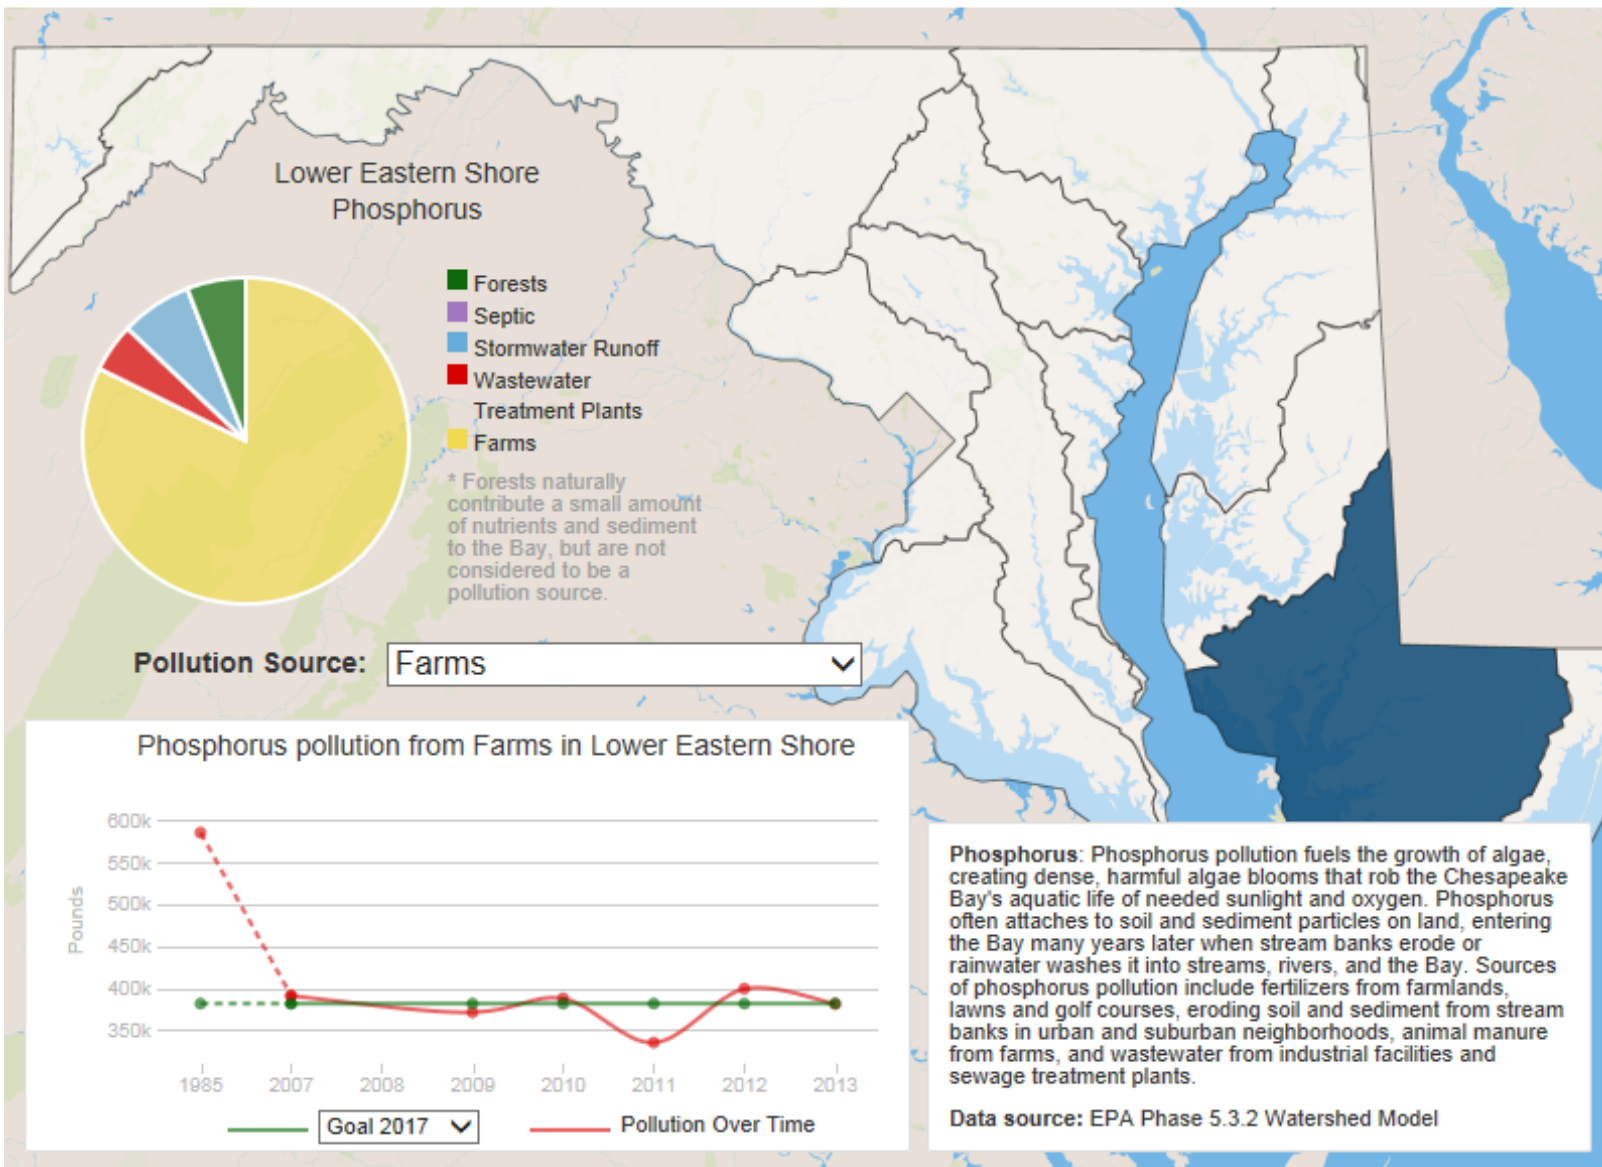 Lower Eastern Shore
Phosphorus
Forests
Septic
Stormwater Runoff
Wastewater
Treatment Plants
Farms
* Forests naturally
contribute a small amount
of nutrients and sediment
to the Bay, but are not
considered to be a
pollution source.
Pollution Source: Farms
Phosphorus pollution from Farms in Lower Eastern Shore
Pounds
600k
550k
500k
450k
400k
350k
1985 2007 2008 2009 2010 2011 2012 2013
Goal 2017 Pollution Over Time
Phosphorus: Phosphorus pollution fuels the growth of algae,
creating dense, harmful algae blooms that rob the Chesapeake
Bay's aquatic life of needed sunlight and oxygen. Phosphorus
often attaches to soil and sediment particles on land, entering
the Bay many years later when stream banks erode or
rainwater washes it into streams, rivers, and the Bay. Sources
of phosphorus pollution include fertilizers from farmlands,
lawns and golf courses, eroding soil and sediment from stream
banks in urban and suburban neighborhoods, animal manure
from farms, and wastewater from industrial facilities and
sewage treatment plants.
Data source: EPA Phase 5.3.2 Watershed Model